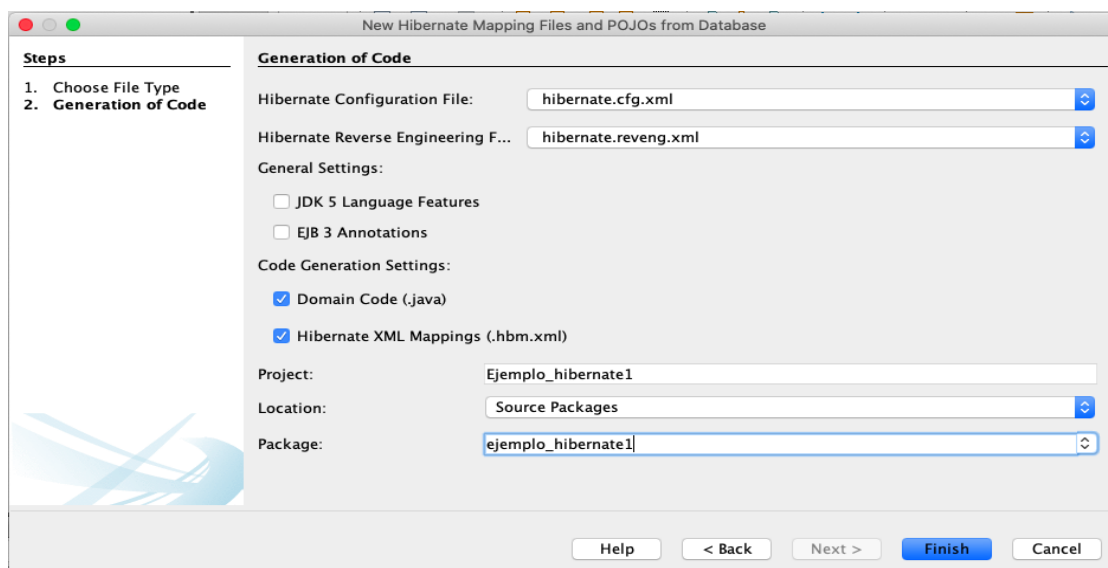 New Hibernate Mapping Files and POJOs from Database
Steps
1. Choose File Type
2. Generation of Code
Generation of Code
Hibernate Configuration File: hibernate.cfg.xml
Hibernate Reverse Engineering F... hibernate.reveng.xml
General Settings:
JDK 5 Language Features
EJB 3 Annotations
Code Generation Settings:
Domain Code (.java)
Hibernate XML Mappings (.hbm.xml)
Project: Ejemplo_hibernate1
Location: Source Packages
Package: ejemplo_hibernate1
Help < Back Next > Finish Cancel